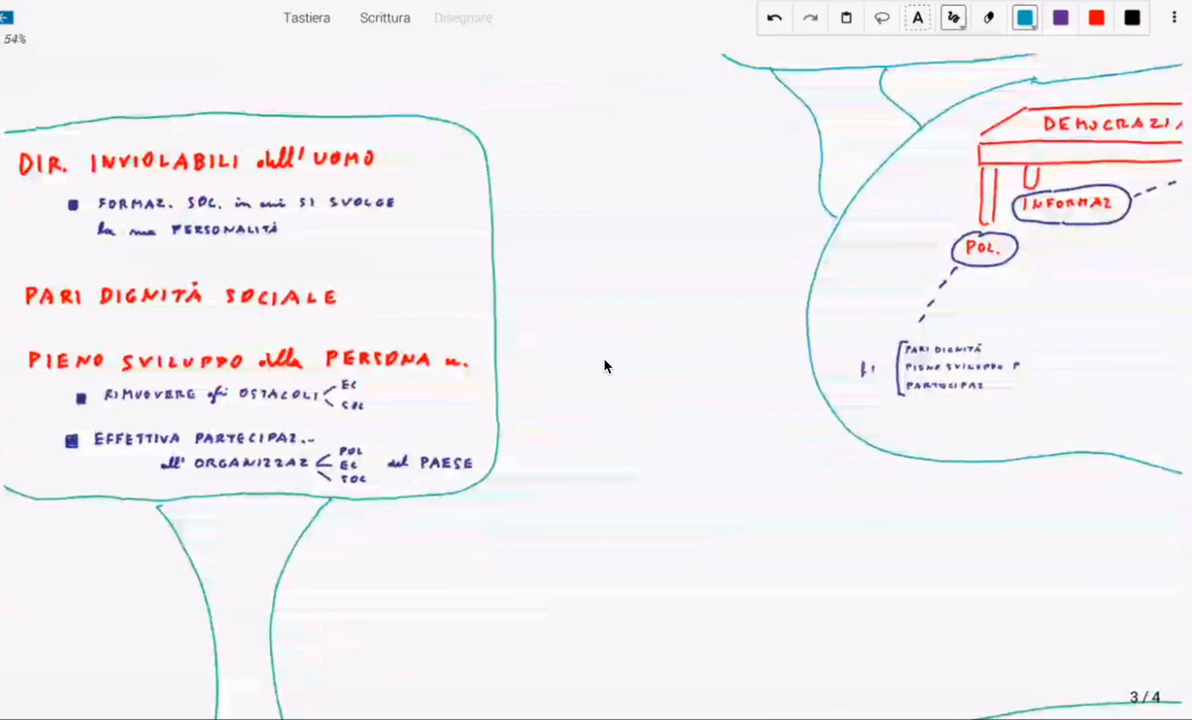 Tastiera Scrittura Disegnare
A
54%
DIR. INVIOLABILI dell'UOMO
FORMAZ. SOC. in cui SI SVOLGE
la sua PERSONALITÀ
PARI DIGNITÀ SOCIALE
PIENO SVILUPPO della PERSONA u.
RIMUOVERE gli OSTACOLI
EC
SOC
EFFETTIVA PARTECIPAZ..
all'ORGANIZZAZ
POL
EC
SOC
del PAESE
DEMOCRAZI
INFORMAZ
POL.
PARI DIGNITÀ
PIENO SVILUPPO P
PARTECIPAZ
3 / 4